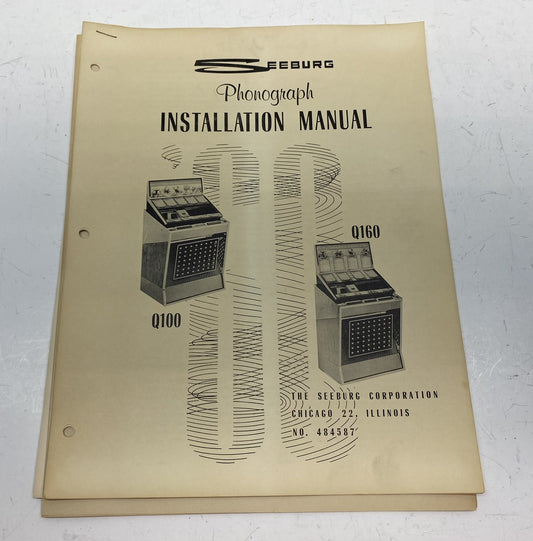 SEEBURG
Phonograph
INSTALLATION MANUAL
Q160
Q100
THE SEEBURG CORPORATION
CHICAGO 22, ILLINOIS
NO. 484587